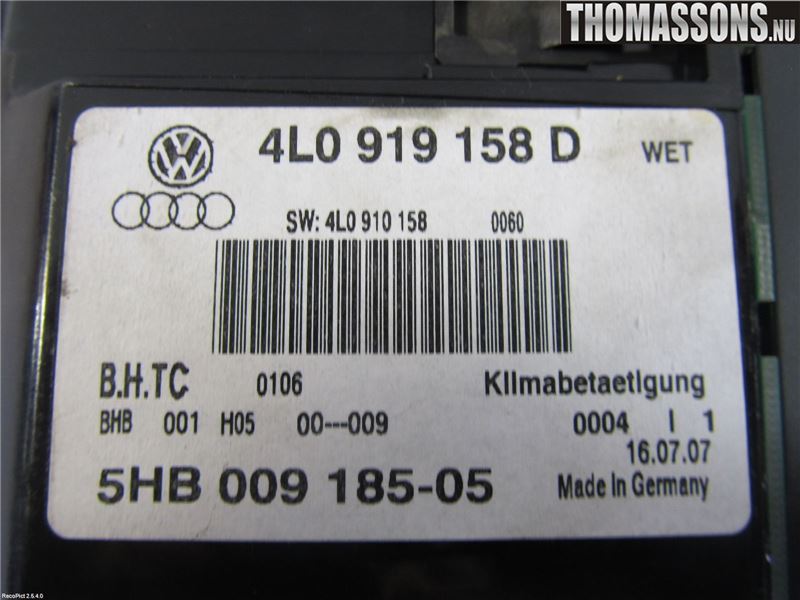 THOMASSONS.NU
4L0 919 158 D WET
SW: 4L0 910 158 0060
B.H.TC 0106 Klimabetaetigung
BHB 001 H05 00---009 0004 I 1
16.07.07
5HB 009 185-05 Made in Germany
RecoPict 2.5.4.0